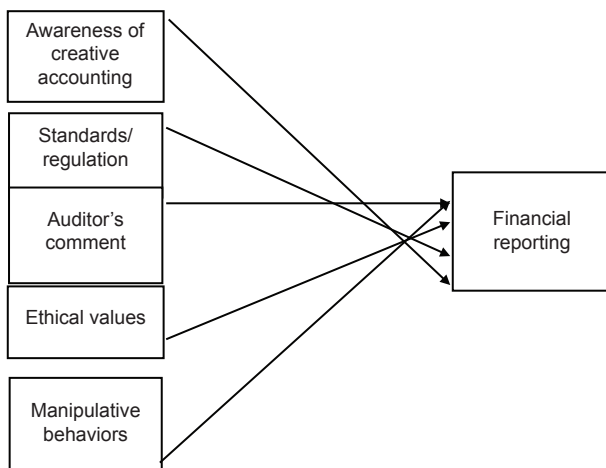 Awareness of
creative
accounting
Standards/
regulation
Auditor's
comment
Ethical values
Manipulative
behaviors
Financial
reporting